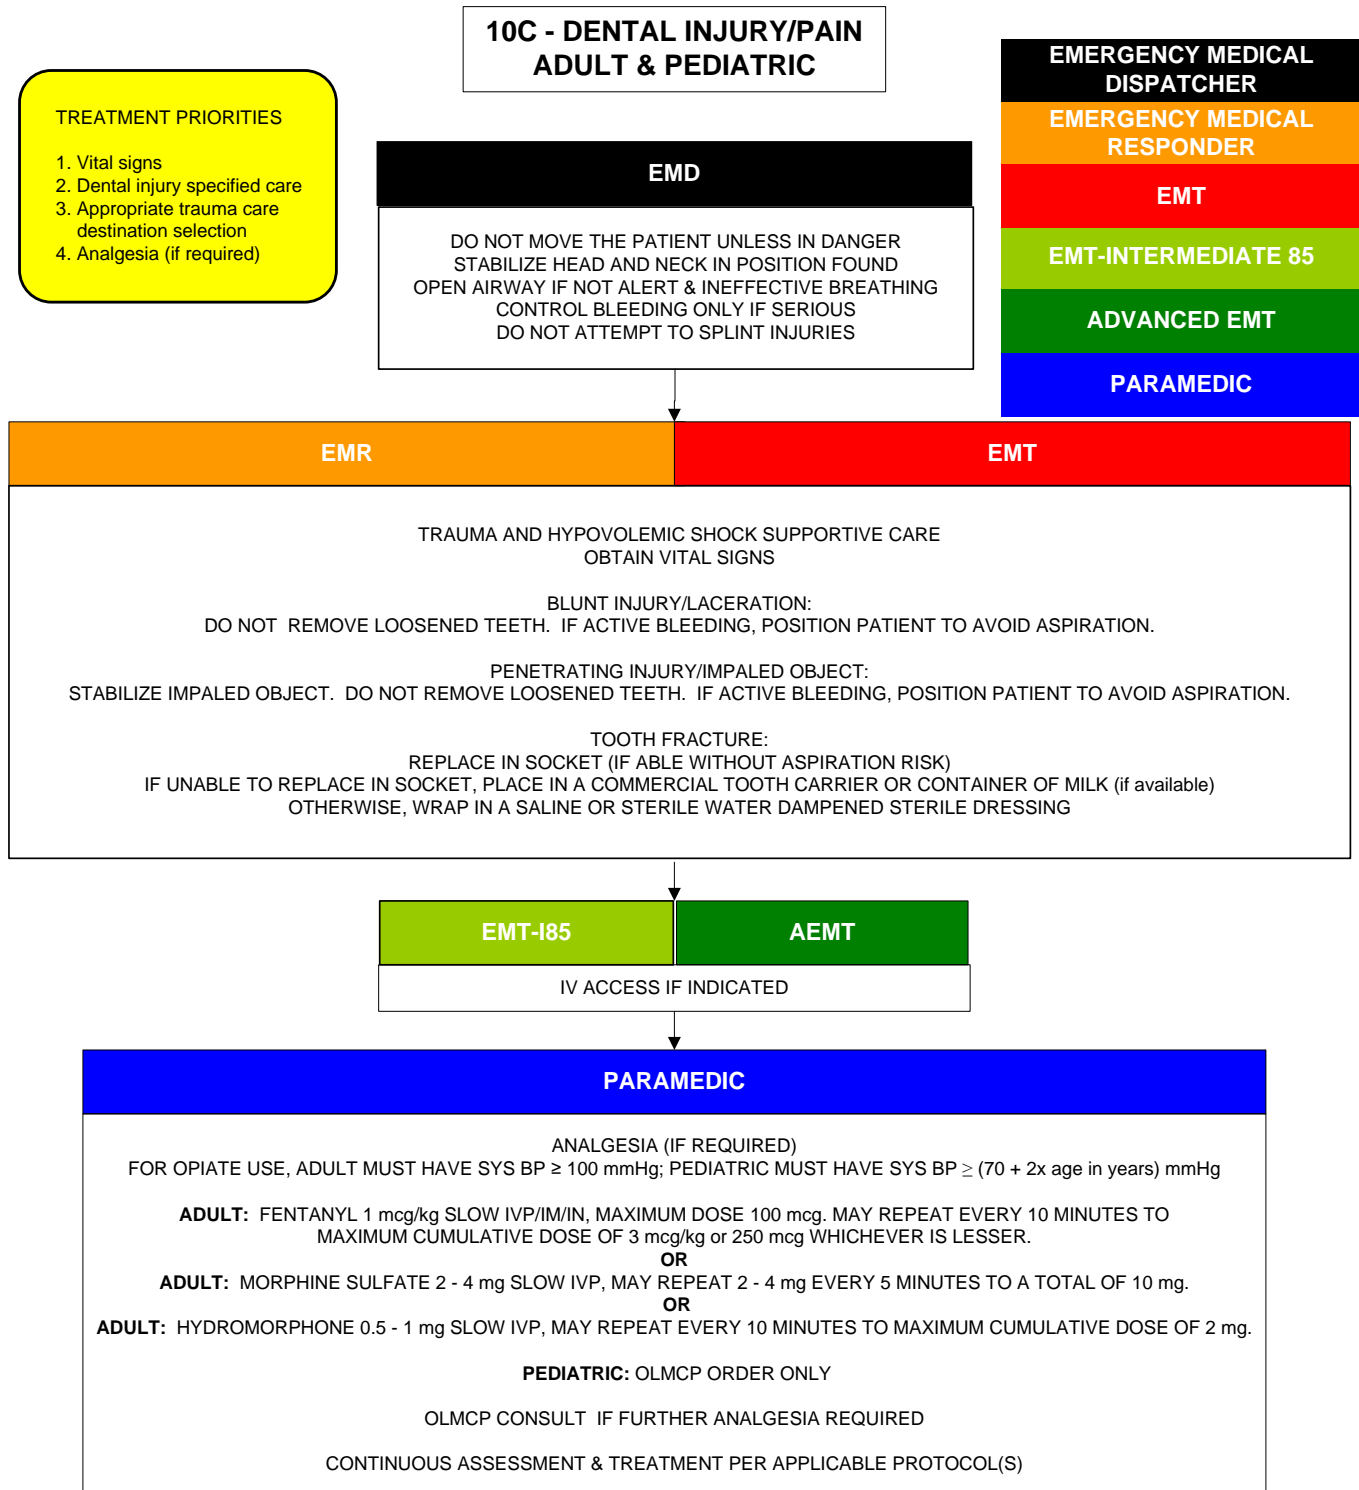 10C - DENTAL INJURY/PAIN
ADULT & PEDIATRIC
TREATMENT PRIORITIES
1. Vital signs
2. Dental injury specified care
3. Appropriate trauma care
destination selection
4. Analgesia (if required)
EMERGENCY MEDICAL
DISPATCHER
EMERGENCY MEDICAL
RESPONDER
EMT
EMT-INTERMEDIATE 85
ADVANCED EMT
PARAMEDIC
EMD
DO NOT MOVE THE PATIENT UNLESS IN DANGER
STABILIZE HEAD AND NECK IN POSITION FOUND
OPEN AIRWAY IF NOT ALERT & INEFFECTIVE BREATHING
CONTROL BLEEDING ONLY IF SERIOUS
DO NOT ATTEMPT TO SPLINT INJURIES
EMR
EMT
TRAUMA AND HYPOVOLEMIC SHOCK SUPPORTIVE CARE
OBTAIN VITAL SIGNS
BLUNT INJURY/LACERATION:
DO NOT  REMOVE LOOSENED TEETH.  IF ACTIVE BLEEDING, POSITION PATIENT TO AVOID ASPIRATION.
PENETRATING INJURY/IMPALED OBJECT:
STABILIZE IMPALED OBJECT.  DO NOT REMOVE LOOSENED TEETH.  IF ACTIVE BLEEDING, POSITION PATIENT TO AVOID ASPIRATION.
TOOTH FRACTURE:
REPLACE IN SOCKET (IF ABLE WITHOUT ASPIRATION RISK)
IF UNABLE TO REPLACE IN SOCKET, PLACE IN A COMMERCIAL TOOTH CARRIER OR CONTAINER OF MILK (if available)
OTHERWISE, WRAP IN A SALINE OR STERILE WATER DAMPENED STERILE DRESSING
EMT-I85
AEMT
IV ACCESS IF INDICATED
PARAMEDIC
ANALGESIA (IF REQUIRED)
FOR OPIATE USE, ADULT MUST HAVE SYS BP ≥ 100 mmHg; PEDIATRIC MUST HAVE SYS BP ≥ (70 + 2x age in years) mmHg
ADULT:  FENTANYL 1 mcg/kg SLOW IVP/IM/IN, MAXIMUM DOSE 100 mcg. MAY REPEAT EVERY 10 MINUTES TO
MAXIMUM CUMULATIVE DOSE OF 3 mcg/kg or 250 mcg WHICHEVER IS LESSER.
OR
ADULT:  MORPHINE SULFATE 2 - 4 mg SLOW IVP, MAY REPEAT 2 - 4 mg EVERY 5 MINUTES TO A TOTAL OF 10 mg.
OR
ADULT:  HYDROMORPHONE 0.5 - 1 mg SLOW IVP, MAY REPEAT EVERY 10 MINUTES TO MAXIMUM CUMULATIVE DOSE OF 2 mg.
PEDIATRIC: OLMCP ORDER ONLY
OLMCP CONSULT  IF FURTHER ANALGESIA REQUIRED
CONTINUOUS ASSESSMENT & TREATMENT PER APPLICABLE PROTOCOL(S)